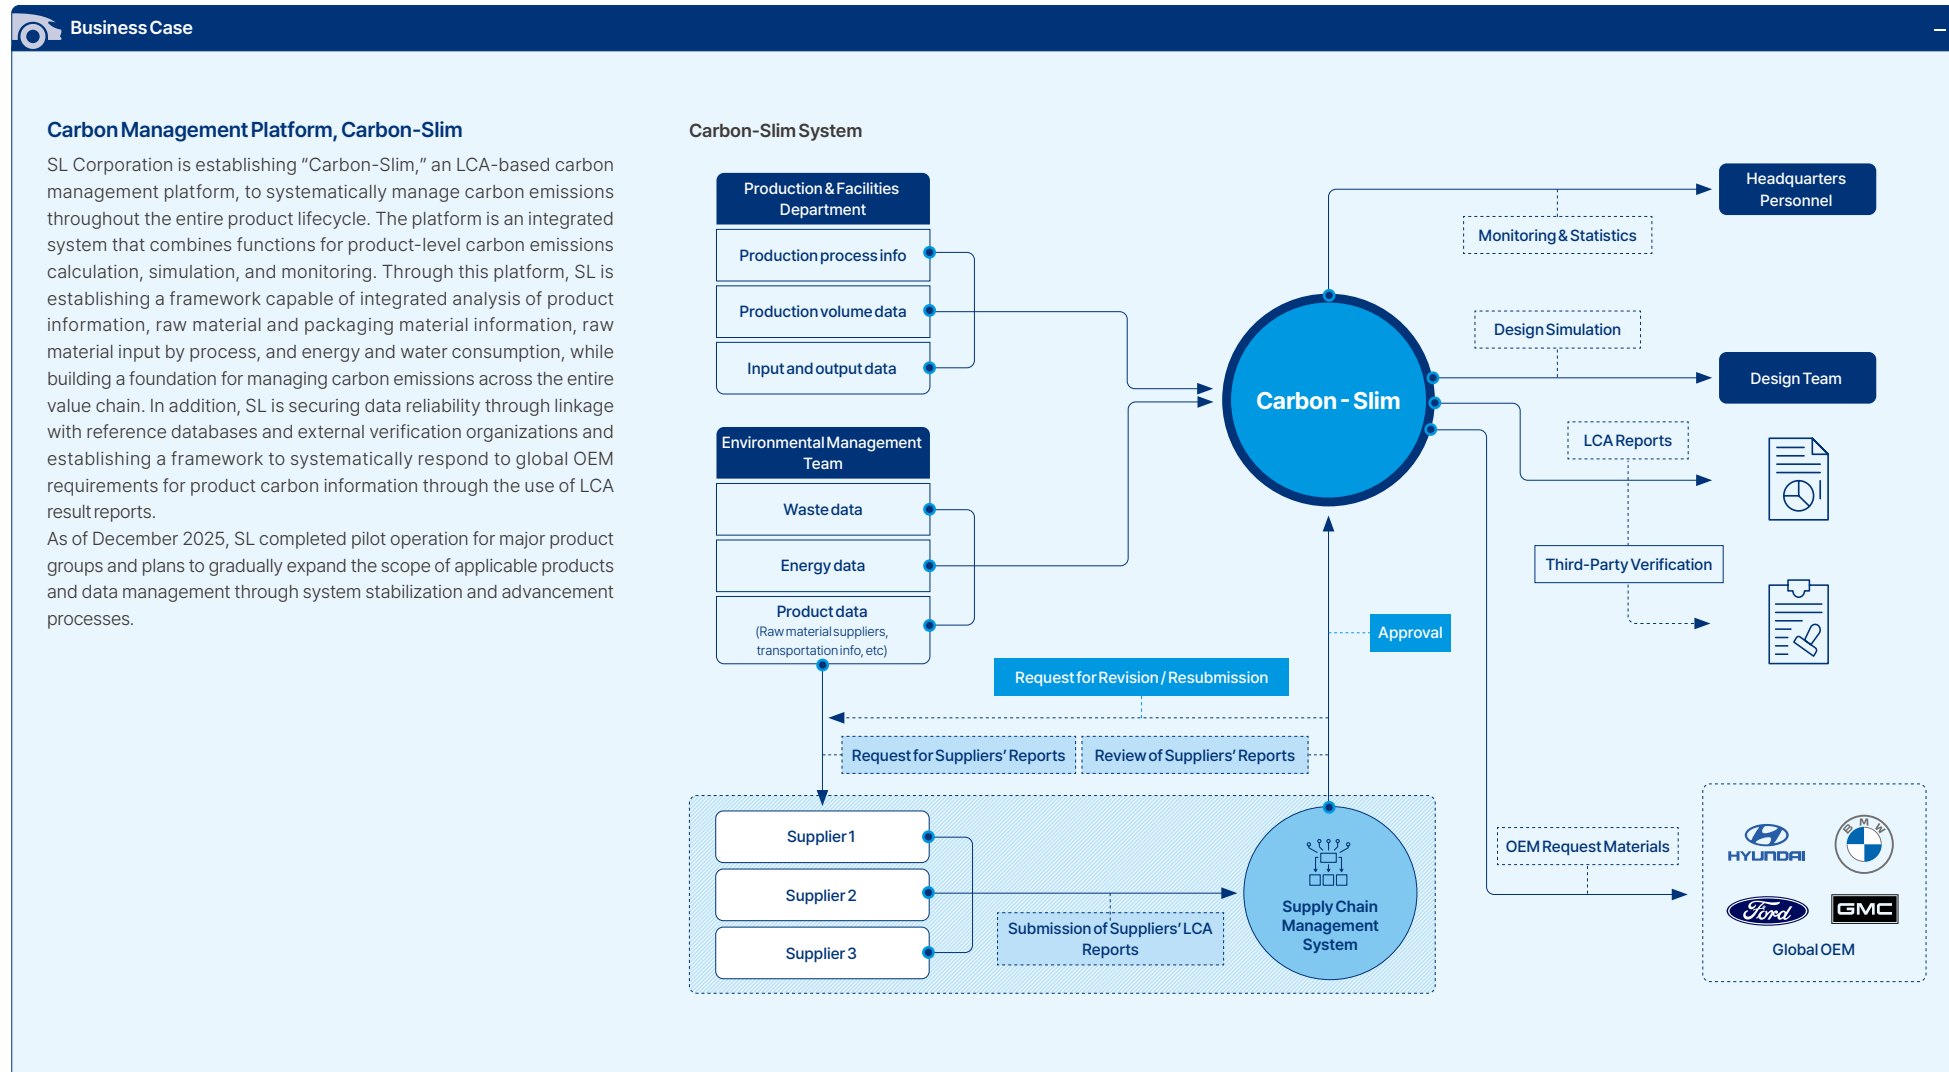 Business Case
Carbon Management Platform, Carbon-Slim
SL Corporation is establishing “Carbon-Slim,” an LCA-based carbon
management platform, to systematically manage carbon emissions
throughout the entire product lifecycle. The platform is an integrated
system that combines functions for product-level carbon emissions
calculation, simulation, and monitoring. Through this platform, SL is
establishing a framework capable of integrated analysis of product
information, raw material and packaging material information, raw
material input by process, and energy and water consumption, while
building a foundation for managing carbon emissions across the entire
value chain. In addition, SL is securing data reliability through linkage
with reference databases and external verification organizations and
establishing a framework to systematically respond to global OEM
requirements for product carbon information through the use of LCA
result reports.
As of December 2025, SL completed pilot operation for major product
groups and plans to gradually expand the scope of applicable products
and data management through system stabilization and advancement
processes.
Carbon-Slim System
Production & Facilities
Department
Production process info
Production volume data
Input and output data
Environmental Management
Team
Waste data
Energy data
Product data
(Raw material suppliers,
transportation info, etc)
Carbon - Slim
Headquarters
Personnel
Monitoring & Statistics
Design Simulation
Design Team
LCA Reports
Third-Party Verification
Approval
Request for Revision / Resubmission
Request for Suppliers’ Reports
Review of Suppliers’ Reports
Supplier 1
Supplier 2
Supplier 3
Submission of Suppliers’ LCA
Reports
Supply Chain
Management
System
OEM Request Materials
HYUNDAI
BMW
Ford
GMC
Global OEM